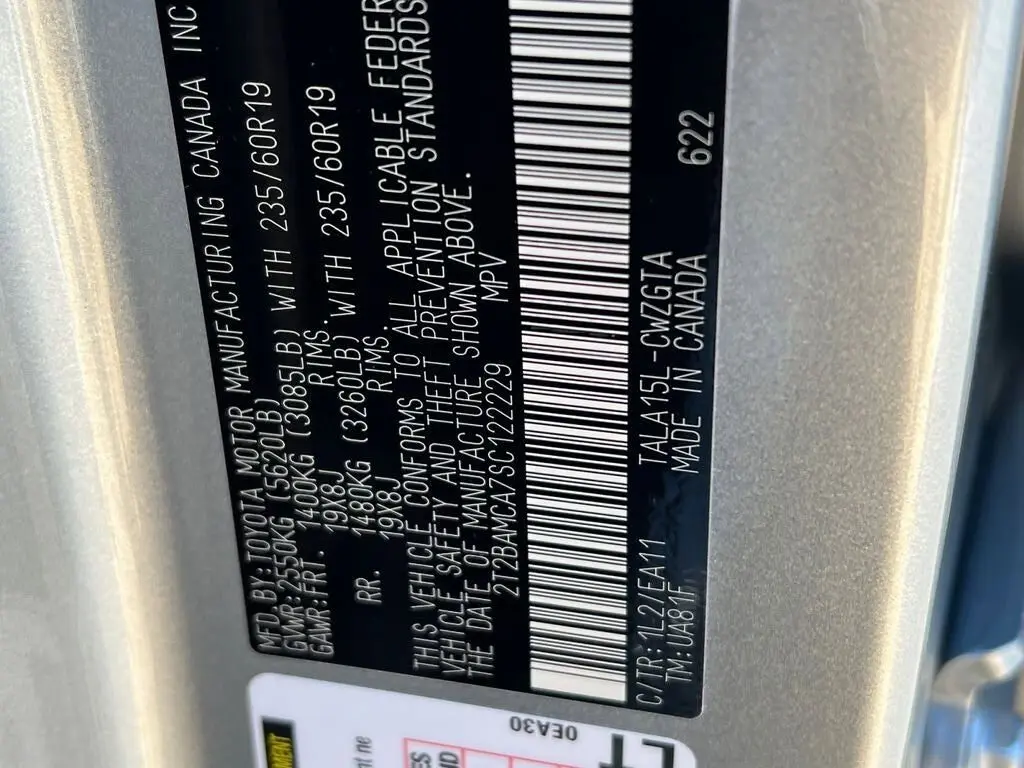 MFD.BY:TOYOTA MOTOR MANUFACTURING CANADA INC
GVWR:2550KG (5620LB)
GAWR:FRT. 1400KG (3085LB) WITH 235/60R19
19X8J RIMS.
RR. 1480KG (3260LB) WITH 235/60R19
19X8J RIMS.
THIS VEHICLE CONFORMS TO ALL APPLICABLE FEDER
VEHICLE SAFETY AND THEFT PREVENTION STANDARDS
THE DATE OF MANUFACTURE SHOWN ABOVE.
2T2BAMCA7SC122229 MPV
C/TR:1L2/EA11 TALA15L-CWZGTA 622
TM:UA81F MADE IN CANADA
0EA30